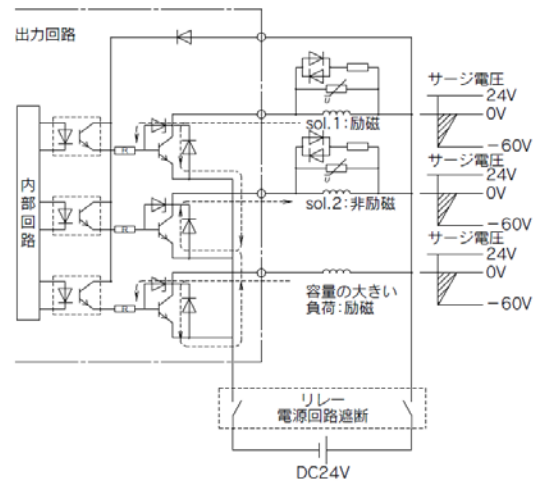 出力回路
サージ電圧
24V
0V
−60V
sol.1:励磁
内部回路
サージ電圧
24V
0V
−60V
sol.2:非励磁
サージ電圧
24V
0V
−60V
容量の大きい
負荷:励磁
リレー
電源回路遮断
DC24V